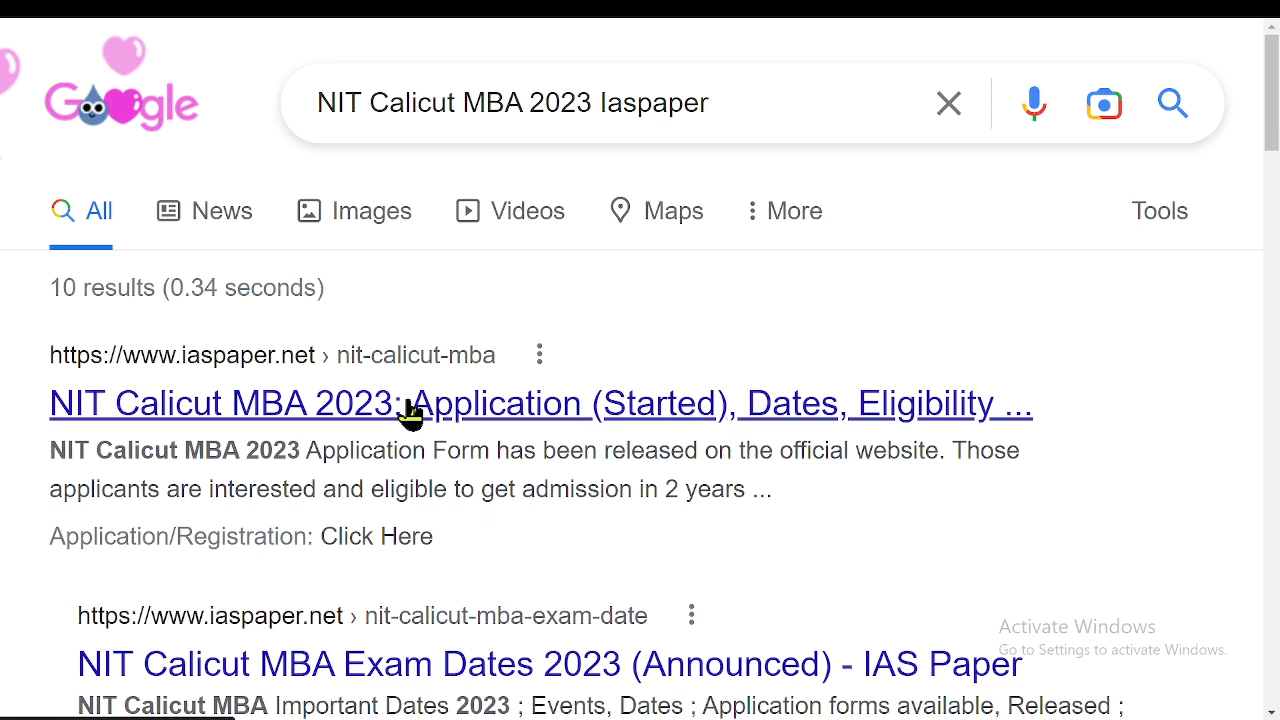 Google
NIT Calicut MBA 2023 Iaspaper
All
News
Images
Videos
Maps
More
Tools
10 results (0.34 seconds)
https://www.iaspaper.net › nit-calicut-mba
NIT Calicut MBA 2023: Application (Started), Dates, Eligibility ...
NIT Calicut MBA 2023 Application Form has been released on the official website. Those
applicants are interested and eligible to get admission in 2 years ...
Application/Registration: Click Here
https://www.iaspaper.net › nit-calicut-mba-exam-date
NIT Calicut MBA Exam Dates 2023 (Announced) - IAS Paper
NIT Calicut MBA Important Dates 2023 ; Events, Dates ; Application forms available, Released ;
Activate Windows
Go to Settings to activate Windows.